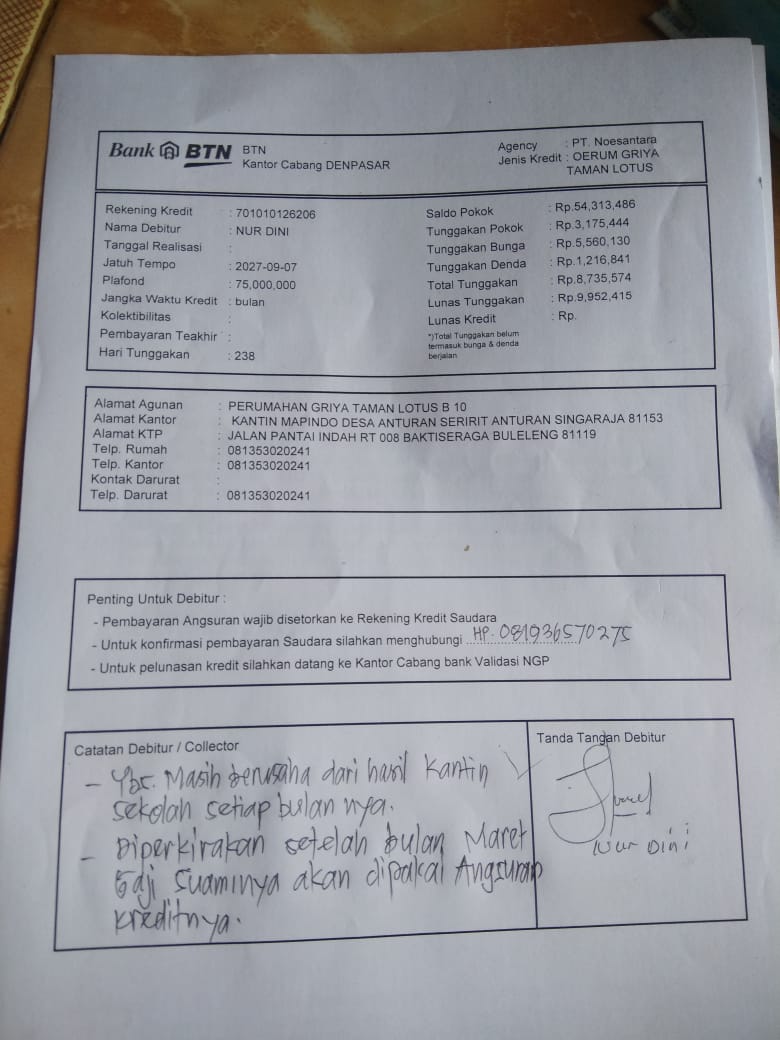 Bank BTN BTN
Kantor Cabang DENPASAR
Agency : PT. Noesantara
Jenis Kredit : OERUM GRIYA
TAMAN LOTUS
Rekening Kredit : 701010126206
Nama Debitur : NUR DINI
Tanggal Realisasi :
Jatuh Tempo : 2027-09-07
Plafond : 75,000,000
Jangka Waktu Kredit : bulan
Kolektibilitas :
Pembayaran Teakhir :
Hari Tunggakan : 238
Saldo Pokok : Rp.54,313,486
Tunggakan Pokok : Rp.3,175,444
Tunggakan Bunga : Rp.5,560,130
Tunggakan Denda : Rp.1,216,841
Total Tunggakan : Rp.8,735,574
Lunas Tunggakan : Rp.9,952,415
Lunas Kredit : Rp.
*)Total Tunggakan belum
termasuk bunga & denda
berjalan
Alamat Agunan : PERUMAHAN GRIYA TAMAN LOTUS B 10
Alamat Kantor : KANTIN MAPINDO DESA ANTURAN SERIRIT ANTURAN SINGARAJA 81153
Alamat KTP : JALAN PANTAI INDAH RT 008 BAKTISERAGA BULELENG 81119
Telp. Rumah : 081353020241
Telp. Kantor : 081353020241
Kontak Darurat :
Telp. Darurat : 081353020241
Penting Untuk Debitur :
- Pembayaran Angsuran wajib disetorkan ke Rekening Kredit Saudara
- Untuk konfirmasi pembayaran Saudara silahkan menghubungi HP. 081936570275
- Untuk pelunasan kredit silahkan datang ke Kantor Cabang bank Validasi NGP
Catatan Debitur / Collector
- Ybs. Masih berusaha dari hasil Kantin
sekolah setiap bulan nya.
- Diperkirakan setelah bulan Maret
Gaji Suaminya akan dipakai Angsuran
kreditnya.
Tanda Tangan Debitur
Nur Dini